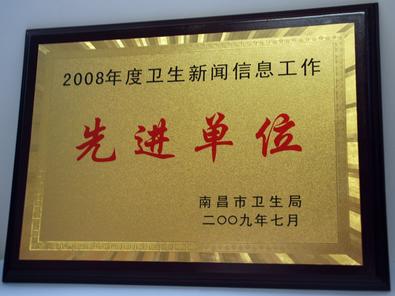 2008年度卫生新闻信息工作
先进单位
南昌市卫生局
二〇〇九年七月